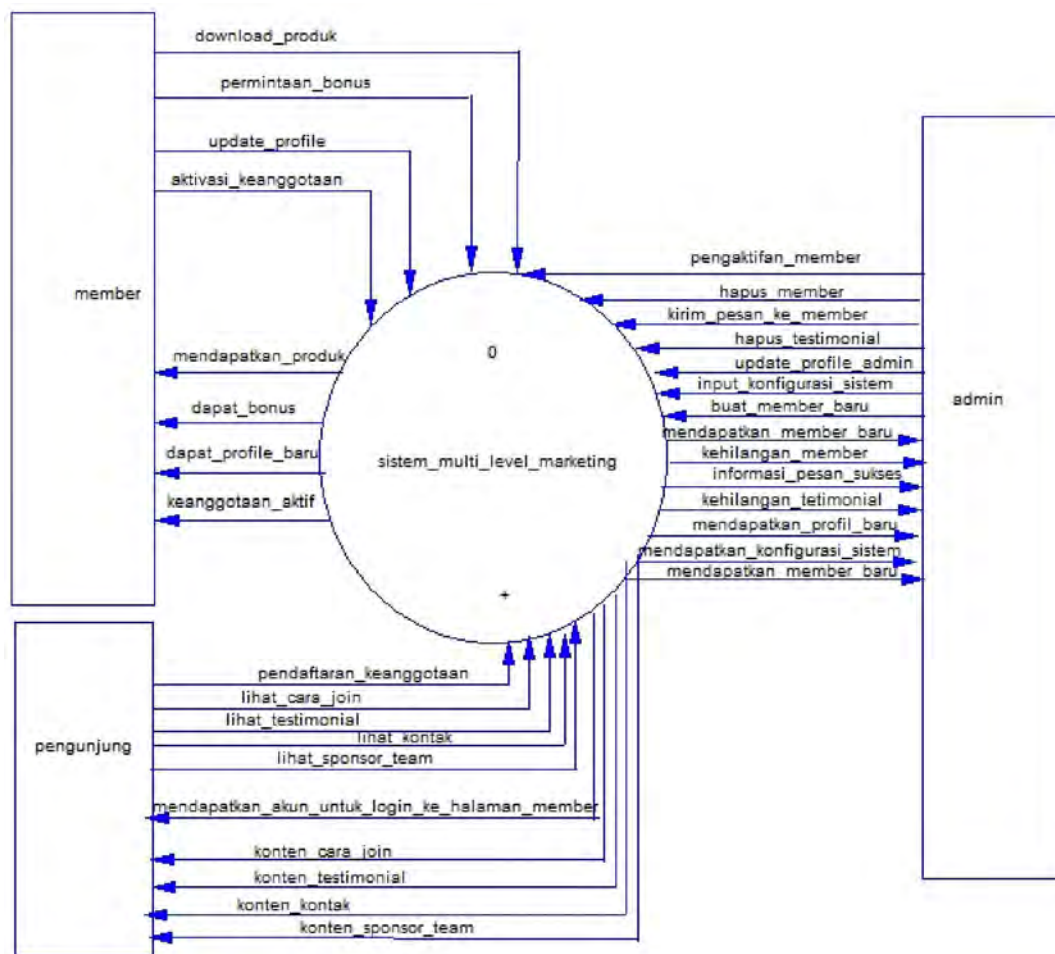 download_produk
permintaan_bonus
update_profile
aktivasi_keanggotaan
member
mendapatkan_produk
dapat_bonus
dapat_profile_baru
keanggotaan_aktif
0
sistem_multi_level_marketing
+
pengaktifan_member
hapus_member
kirim_pesan_ke_member
hapus_testimonial
update_profile_admin
input_konfigurasi_sistem
buat_member_baru
admin
mendapatkan_member_baru
kehilangan_member
informasi_pesan_sukses
kehilangan_tetimonial
mendapatkan_profil_baru
mendapatkan_konfigurasi_sistem
mendapatkan_member_baru
pengunjung
pendaftaran_keanggotaan
lihat_cara_join
lihat_testimonial
lihat_kontak
lihat_sponsor_team
mendapatkan_akun_untuk_login_ke_halaman_member
konten_cara_join
konten_testimonial
konten_kontak
konten_sponsor_team